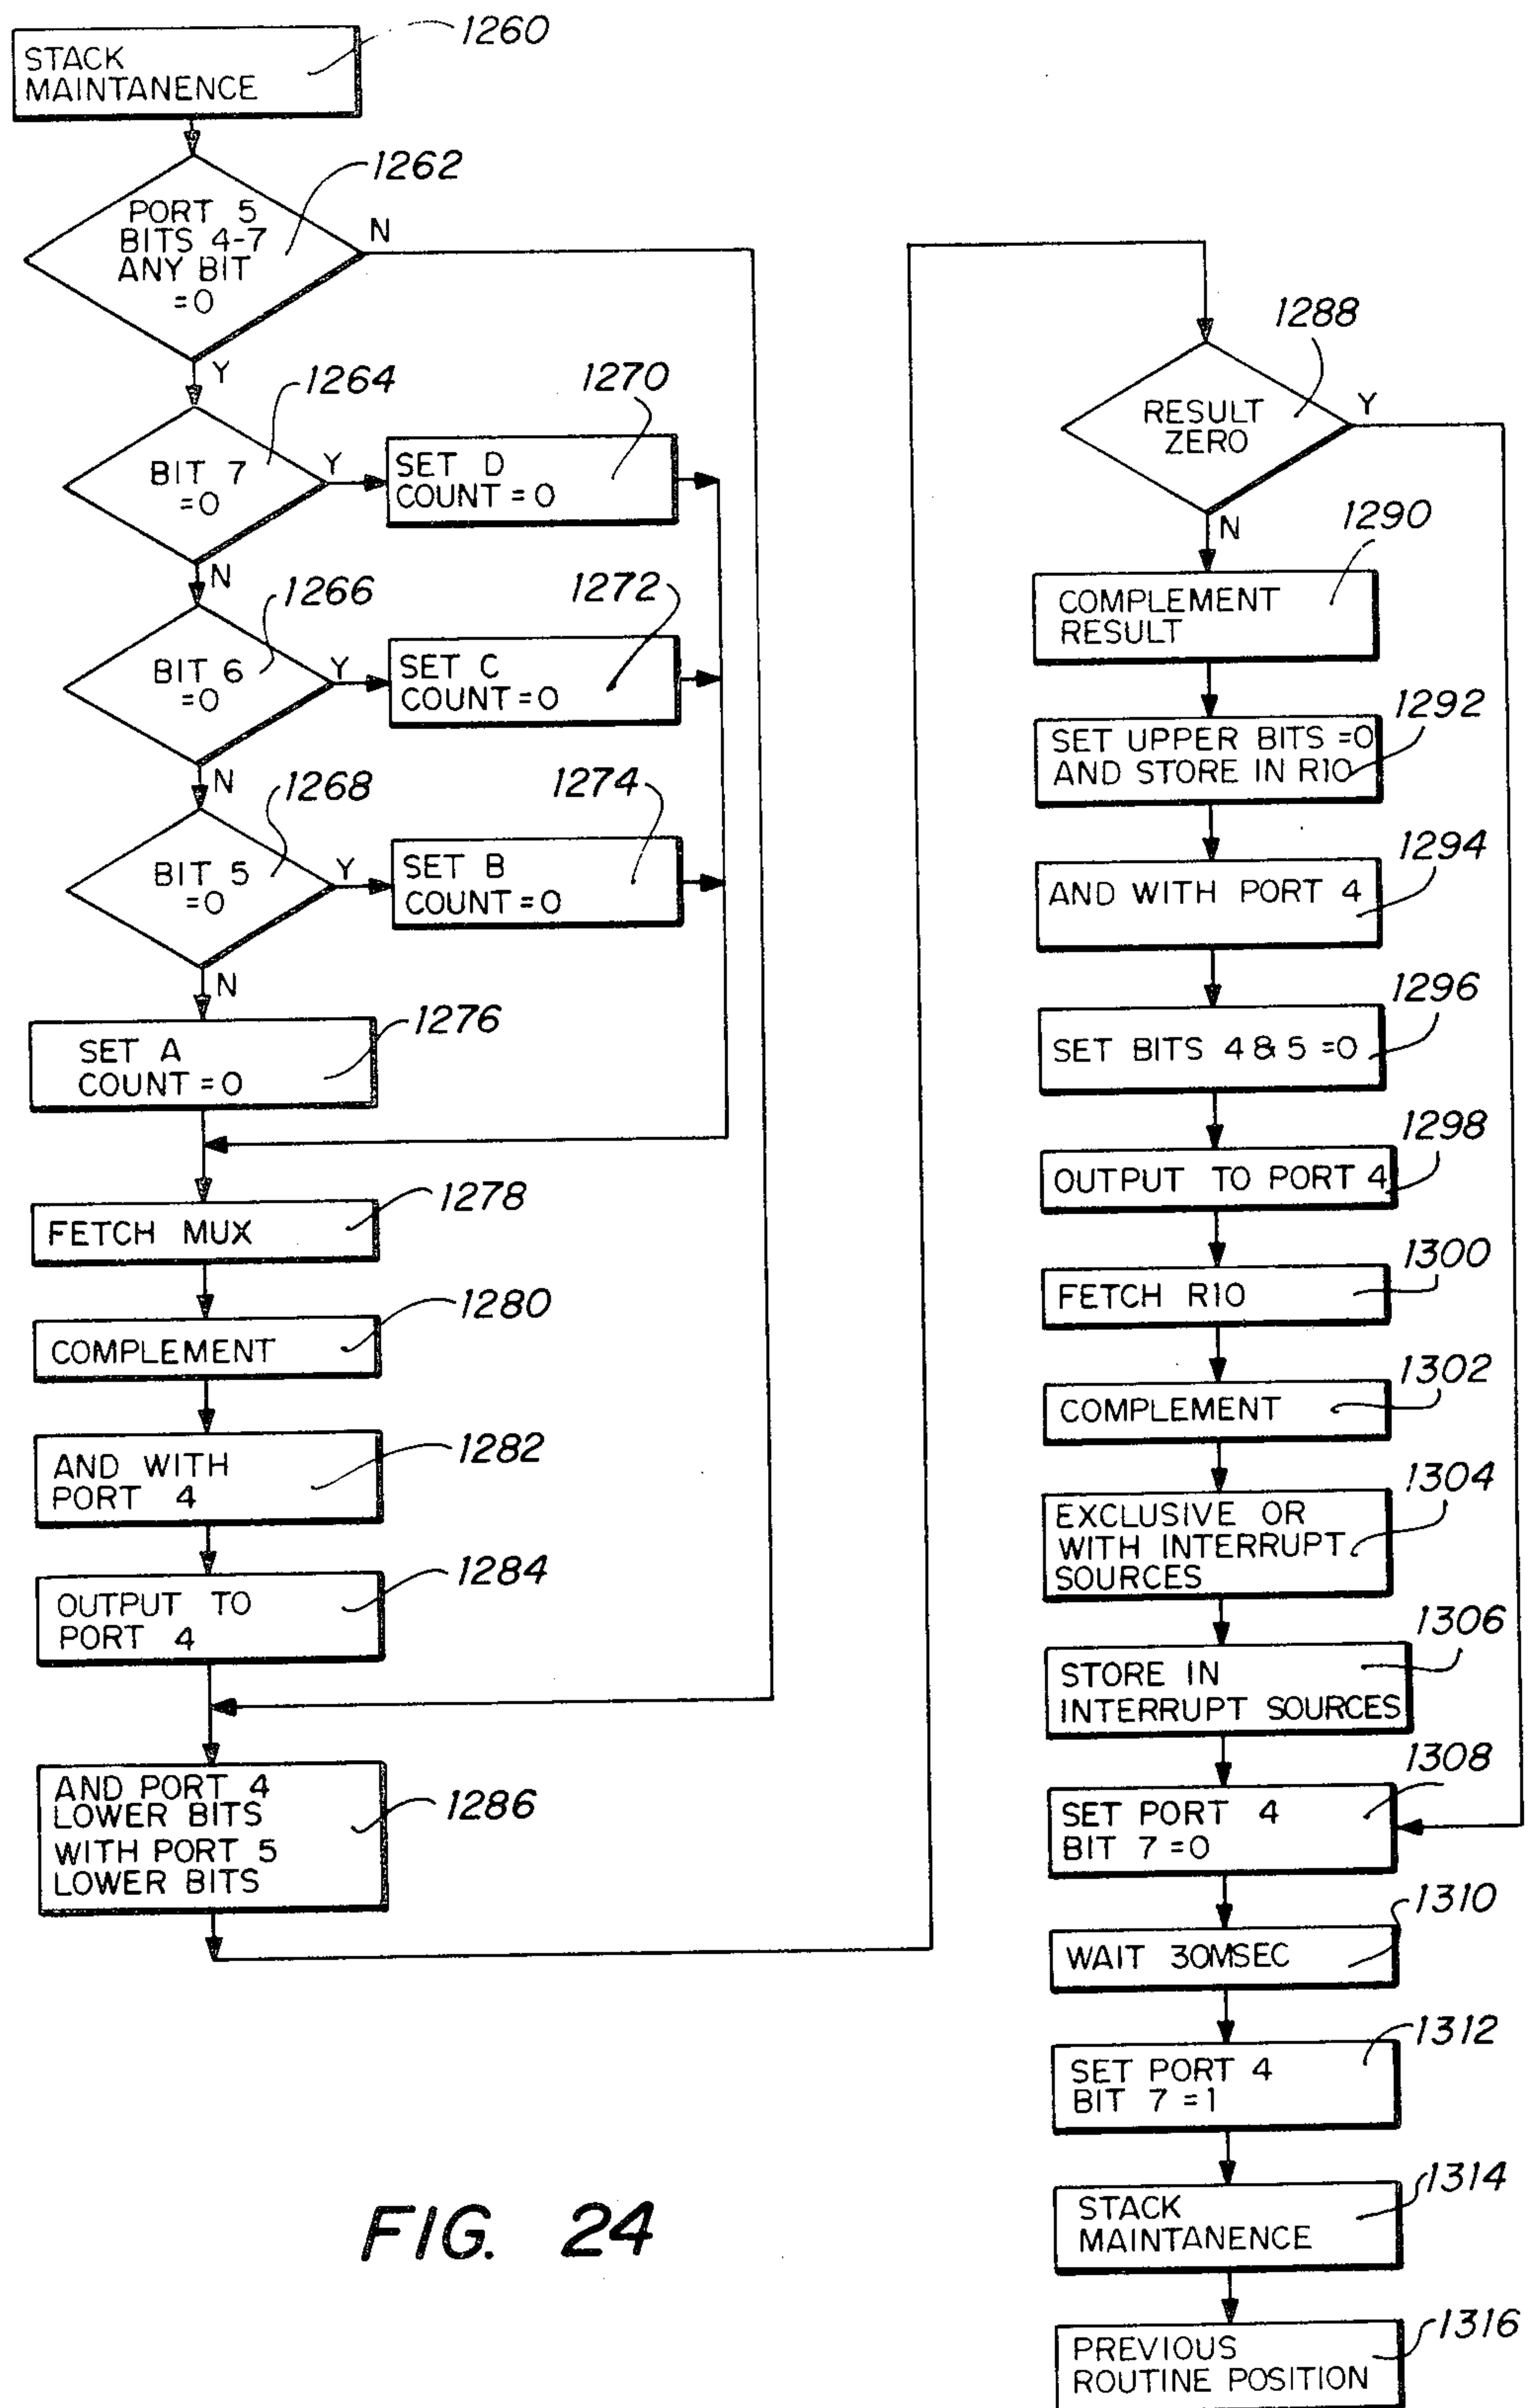 1260
STACK
MAINTANENCE
1262
PORT 5
BITS 4-7
ANY BIT
=0
N
Y
1264
BIT 7
=0
Y
N
1270
SET D
COUNT = 0
1266
BIT 6
=0
Y
N
1272
SET C
COUNT = 0
1268
BIT 5
=0
Y
N
1274
SET B
COUNT = 0
1276
SET A
COUNT = 0
1278
FETCH MUX
1280
COMPLEMENT
1282
AND WITH
PORT 4
1284
OUTPUT TO
PORT 4
1286
AND PORT 4
LOWER BITS
WITH PORT 5
LOWER BITS
1288
RESULT
ZERO
Y
N
1290
COMPLEMENT
RESULT
1292
SET UPPER BITS =0
AND STORE IN R10
1294
AND WITH PORT 4
1296
SET BITS 4 & 5 =0
1298
OUTPUT TO PORT 4
1300
FETCH R10
1302
COMPLEMENT
1304
EXCLUSIVE OR
WITH INTERRUPT
SOURCES
1306
STORE IN
INTERRUPT SOURCES
1308
SET PORT 4
BIT 7 =0
1310
WAIT 30MSEC
1312
SET PORT 4
BIT 7 =1
1314
STACK
MAINTANENCE
1316
PREVIOUS
ROUTINE POSITION
FIG. 24